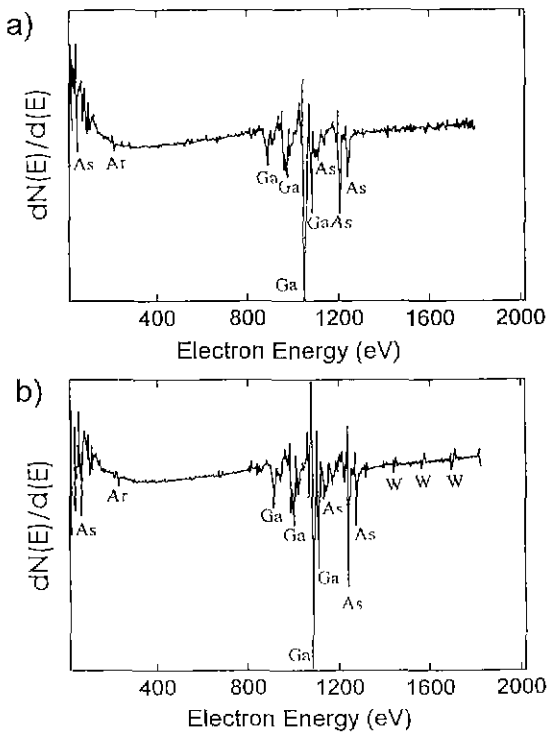 a)
dN(E)/d(E)
As Ar Ga Ga As As
Ga As
Ga
400 800 1200 1600 2000
Electron Energy (eV)
b)
dN(E)/d(E)
As Ar Ga Ga As As W W W
Ga
As
Ga
400 800 1200 1600 2000
Electron Energy (eV)